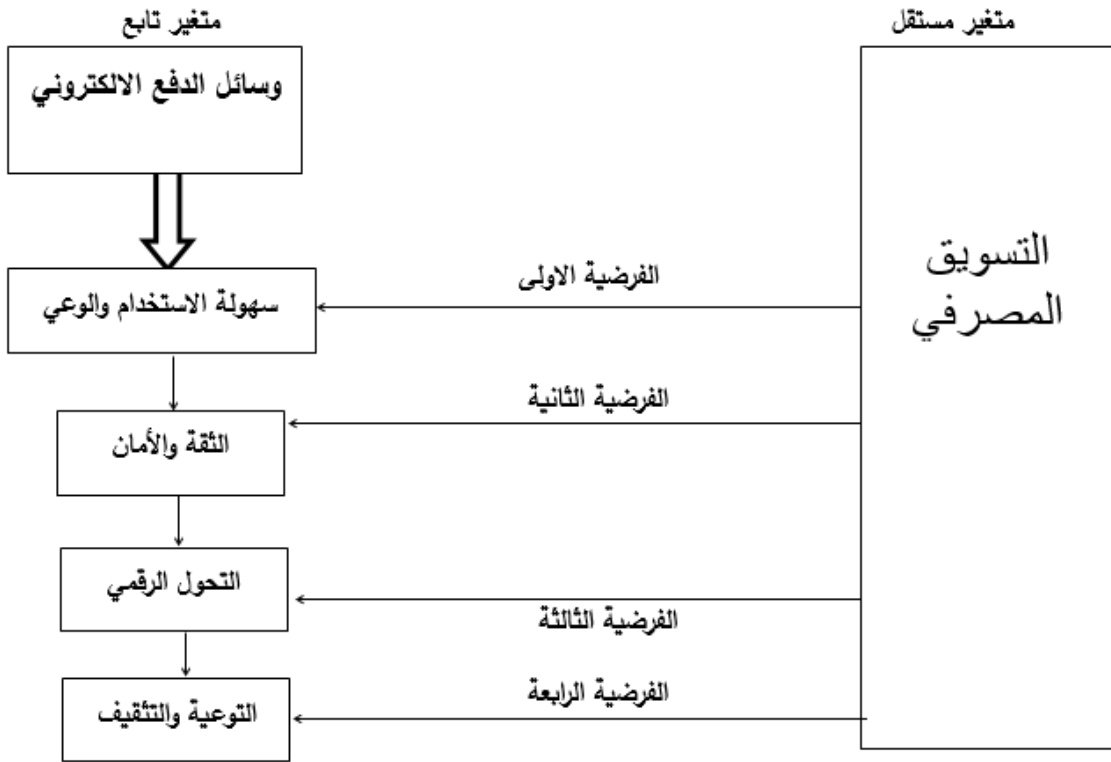 متغير مستقل
متغير تابع
وسائل الدفع الالكتروني
التسويق
المصرفي
الفرضية الاولى
سهولة الاستخدام والوعي
الفرضية الثانية
الثقة والأمان
الفرضية الثالثة
التحول الرقمي
الفرضية الرابعة
التوعية والتثقيف